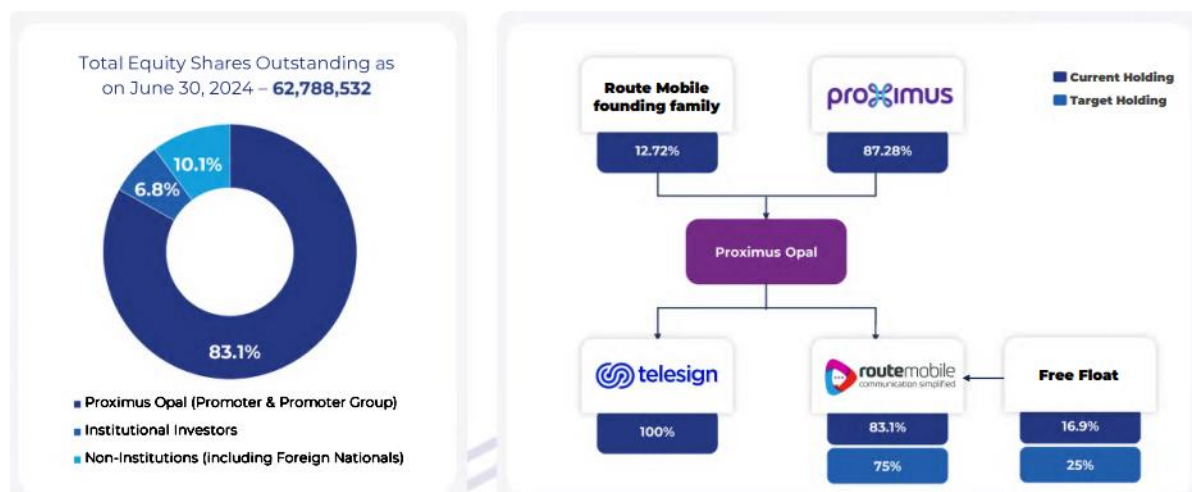 Total Equity Shares Outstanding as
on June 30, 2024 – 62,788,532
10.1%
6.8%
83.1%
Proximus Opal (Promoter & Promoter Group)
Institutional Investors
Non-Institutions (including Foreign Nationals)
Route Mobile
founding family
12.72%
proximus
87.28%
Current Holding
Target Holding
Proximus Opal
telesign
100%
routemobile
communication simplified
83.1%
75%
Free Float
16.9%
25%